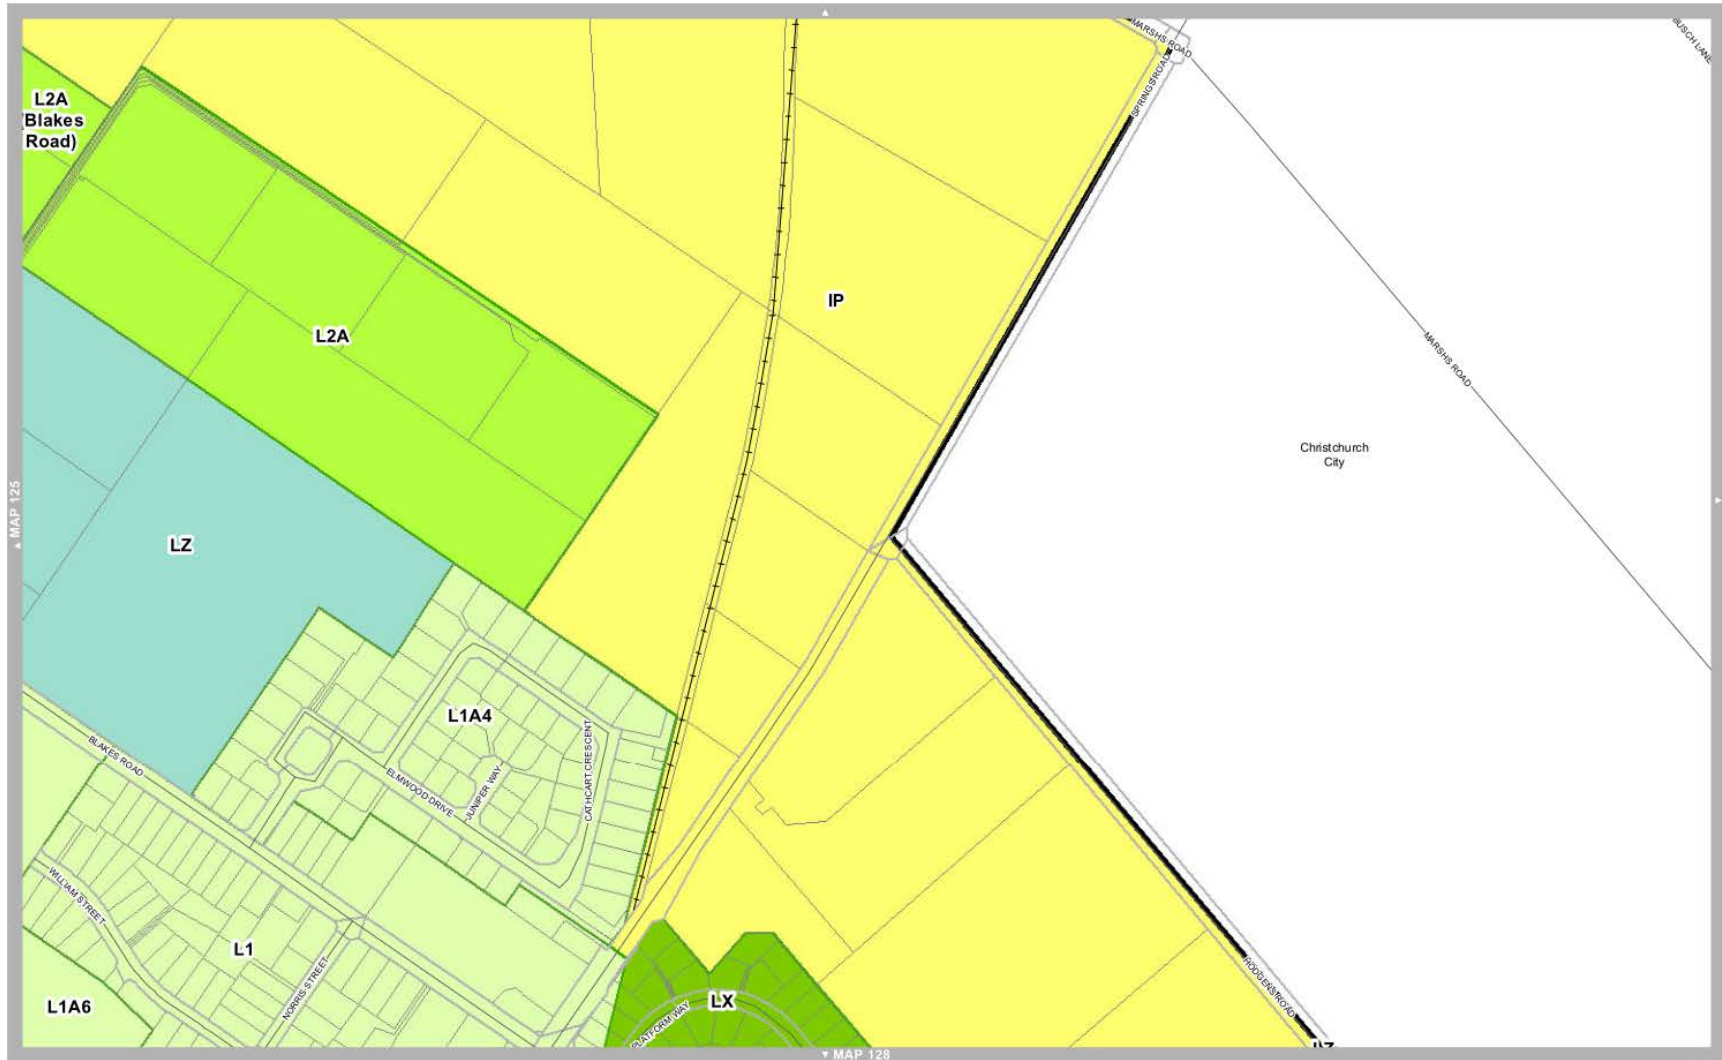 MARSHS ROAD
BUSCH LANE
SPRINGS ROAD
L2A
(Blakes
Road)
IP
L2A
MARSHS ROAD
Christchurch
City
MAP 125
LZ
L1A4
CATHCART CRESCENT
BLAKES ROAD
ELMWOOD DRIVE
JUNIPER WAY
WILLIAM STREET
L1
NORRIS STREET
L1A6
LX
PLATFORM WAY
HODGENS ROAD
MAP 128